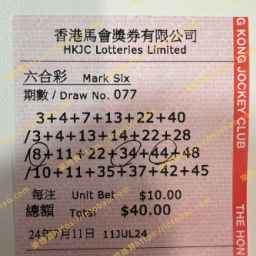 香港馬會獎券有限公司
HKJC Lotteries Limited
六合彩 Mark Six
期數 / Draw No. 077
3+4+7+13+22+40
/3+4+13+14+22+28
/8+11+22+34+44+48
/10+11+35+37+42+45
每注 Unit Bet $10.00
總額 Total $40.00
24年7月11日 11JUL24
G KONG JOCKEY CLUB
THE HON